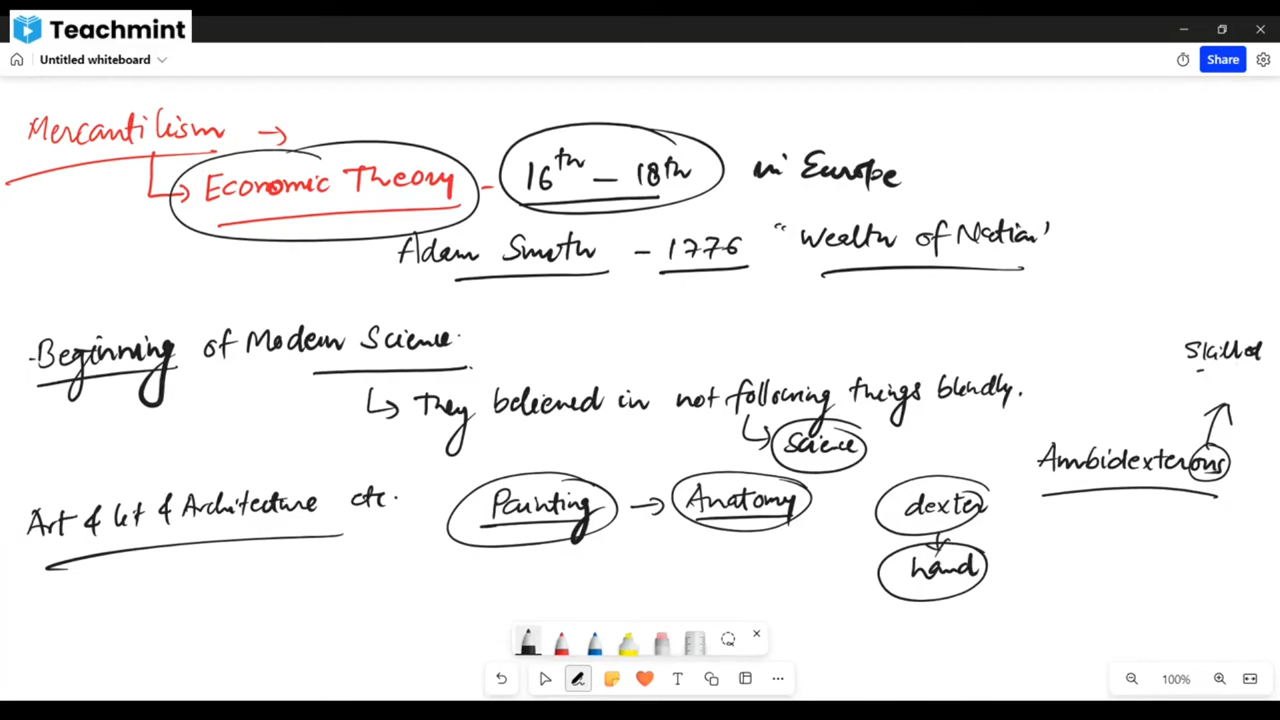 Teachmint
Untitled whiteboard
Share
Mercantilism →
↳ Economic Theory - 16th - 18th in Europe
Adam Smith - 1776 "Wealth of Nation'
-Beginning of Modern Science.
↳ They believed in not following things blendly.
↳ Science
Skilled
Ambidexterous
Art & Lit & Architecture etc.
Painting → Anatomy
dexter
hand
T
100%